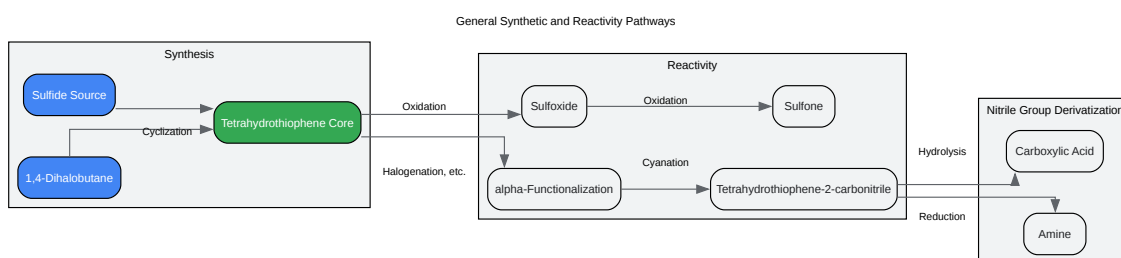 General Synthetic and Reactivity Pathways
Synthesis
Sulfide Source
1,4-Dihalobutane
Cyclization
Tetrahydrothiophene Core
Oxidation
Halogenation, etc.
Reactivity
Sulfoxide
Oxidation
Sulfone
alpha-Functionalization
Cyanation
Tetrahydrothiophene-2-carbonitrile
Hydrolysis
Reduction
Nitrile Group Derivatization
Carboxylic Acid
Amine